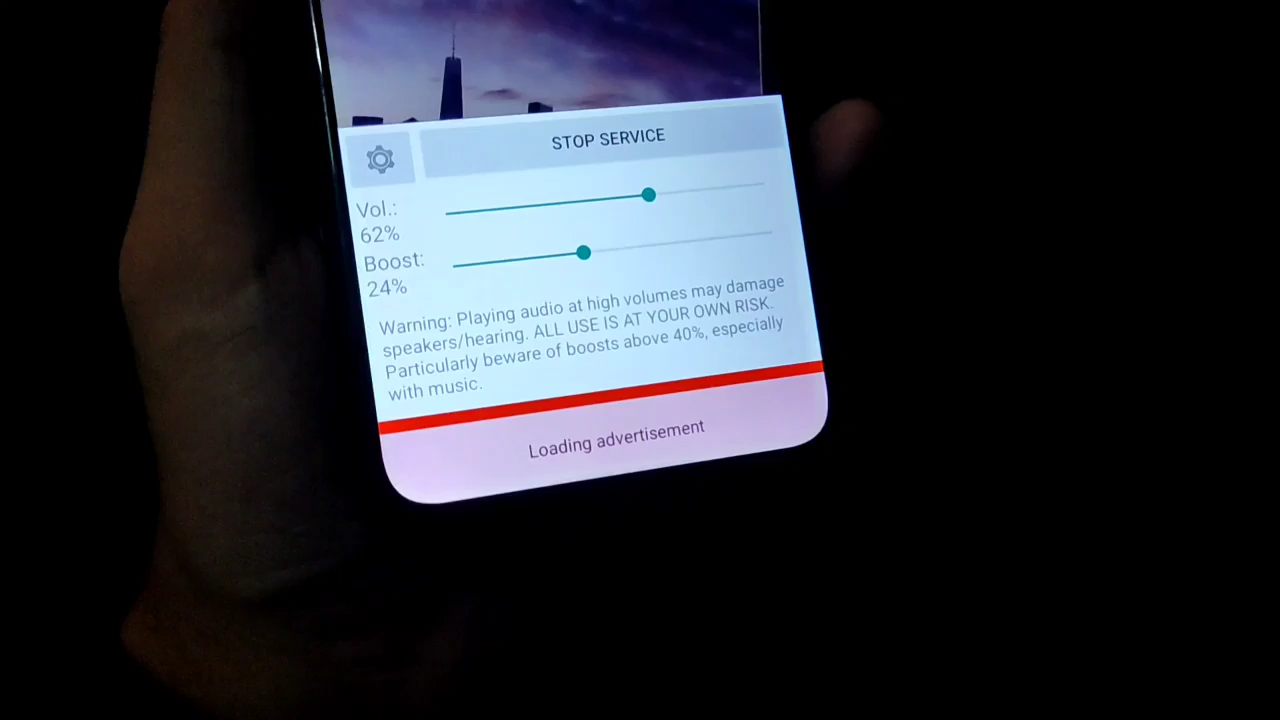 STOP SERVICE
Vol.:
62%
Boost:
24%
Warning: Playing audio at high volumes may damage
speakers/hearing. ALL USE IS AT YOUR OWN RISK.
Particularly beware of boosts above 40%, especially
with music.
Loading advertisement